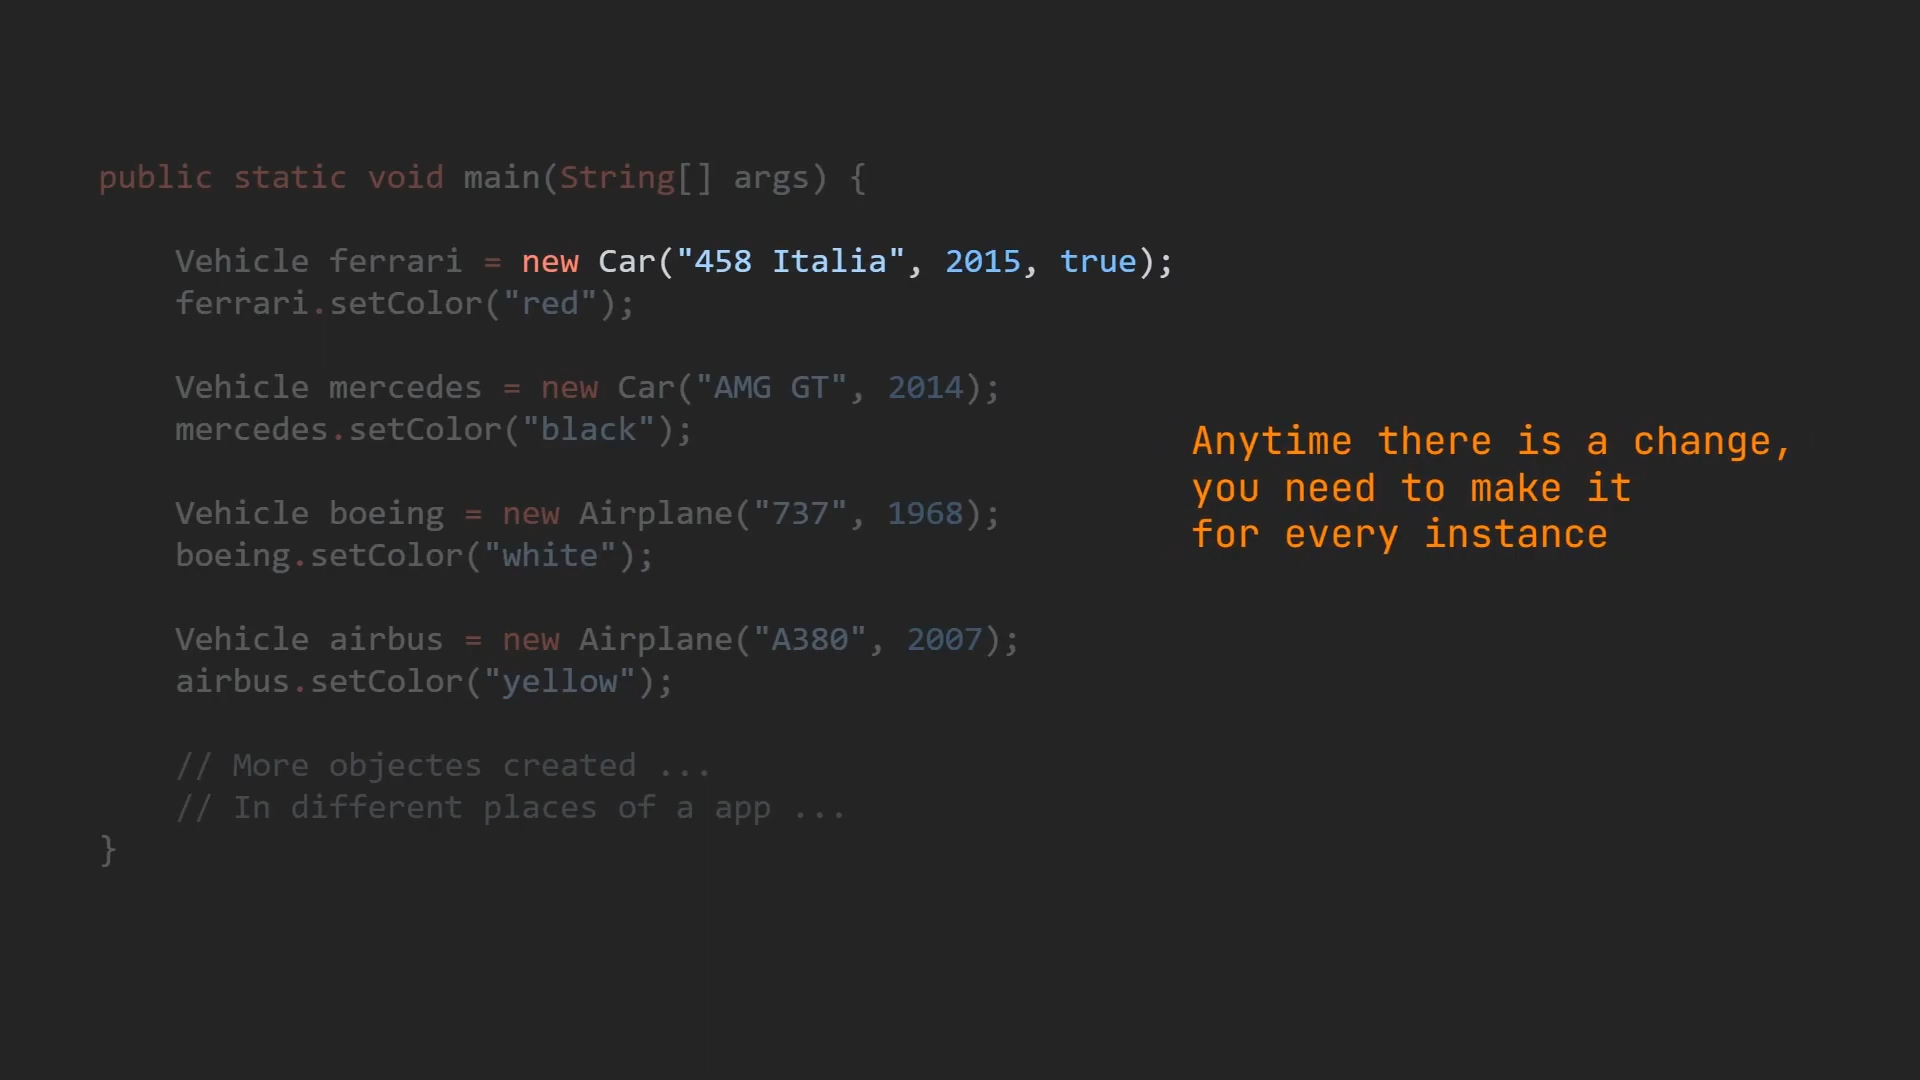 public static void main(String[] args) {
Vehicle ferrari = new Car("458 Italia", 2015, true);
ferrari.setColor("red");
Vehicle mercedes = new Car("AMG GT", 2014);
mercedes.setColor("black");
Vehicle boeing = new Airplane("737", 1968);
boeing.setColor("white");
Vehicle airbus = new Airplane("A380", 2007);
airbus.setColor("yellow");
// More objectes created ...
// In different places of a app ...
}
Anytime there is a change,
you need to make it
for every instance